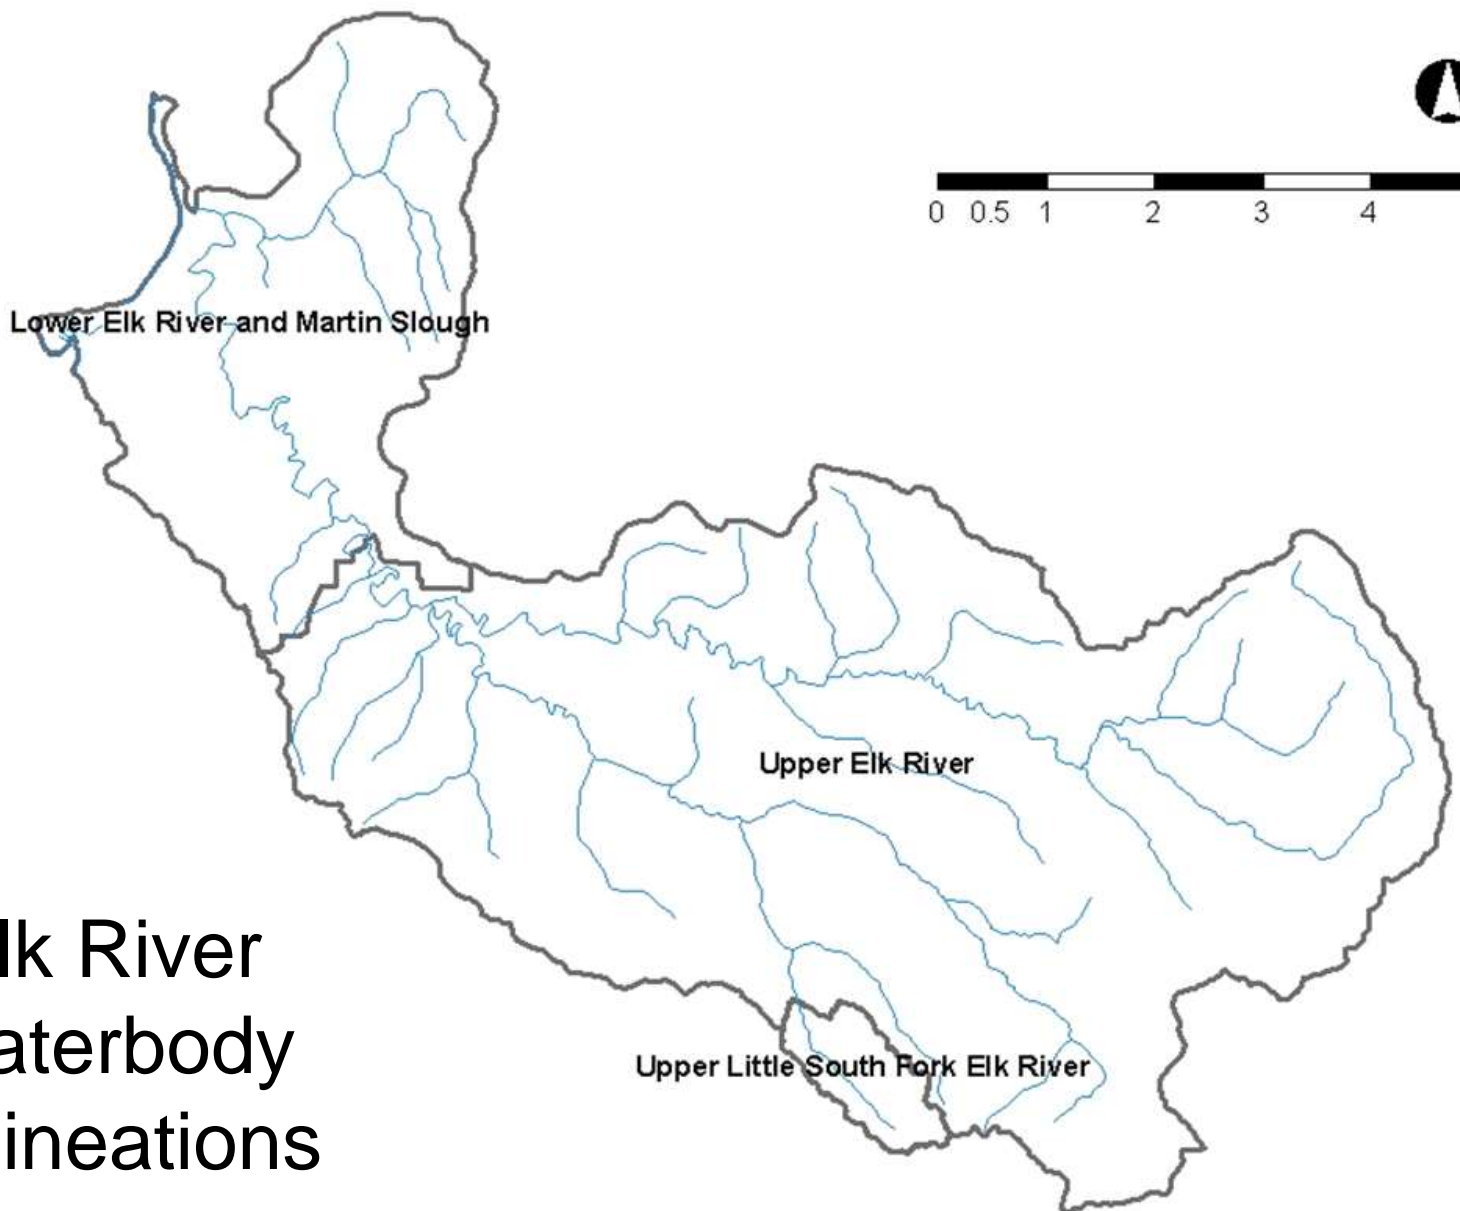 0 0.5 1 2 3 4
Lower Elk River and Martin Slough
Upper Elk River
Upper Little South Fork Elk River
lk River
aterbody
ineations